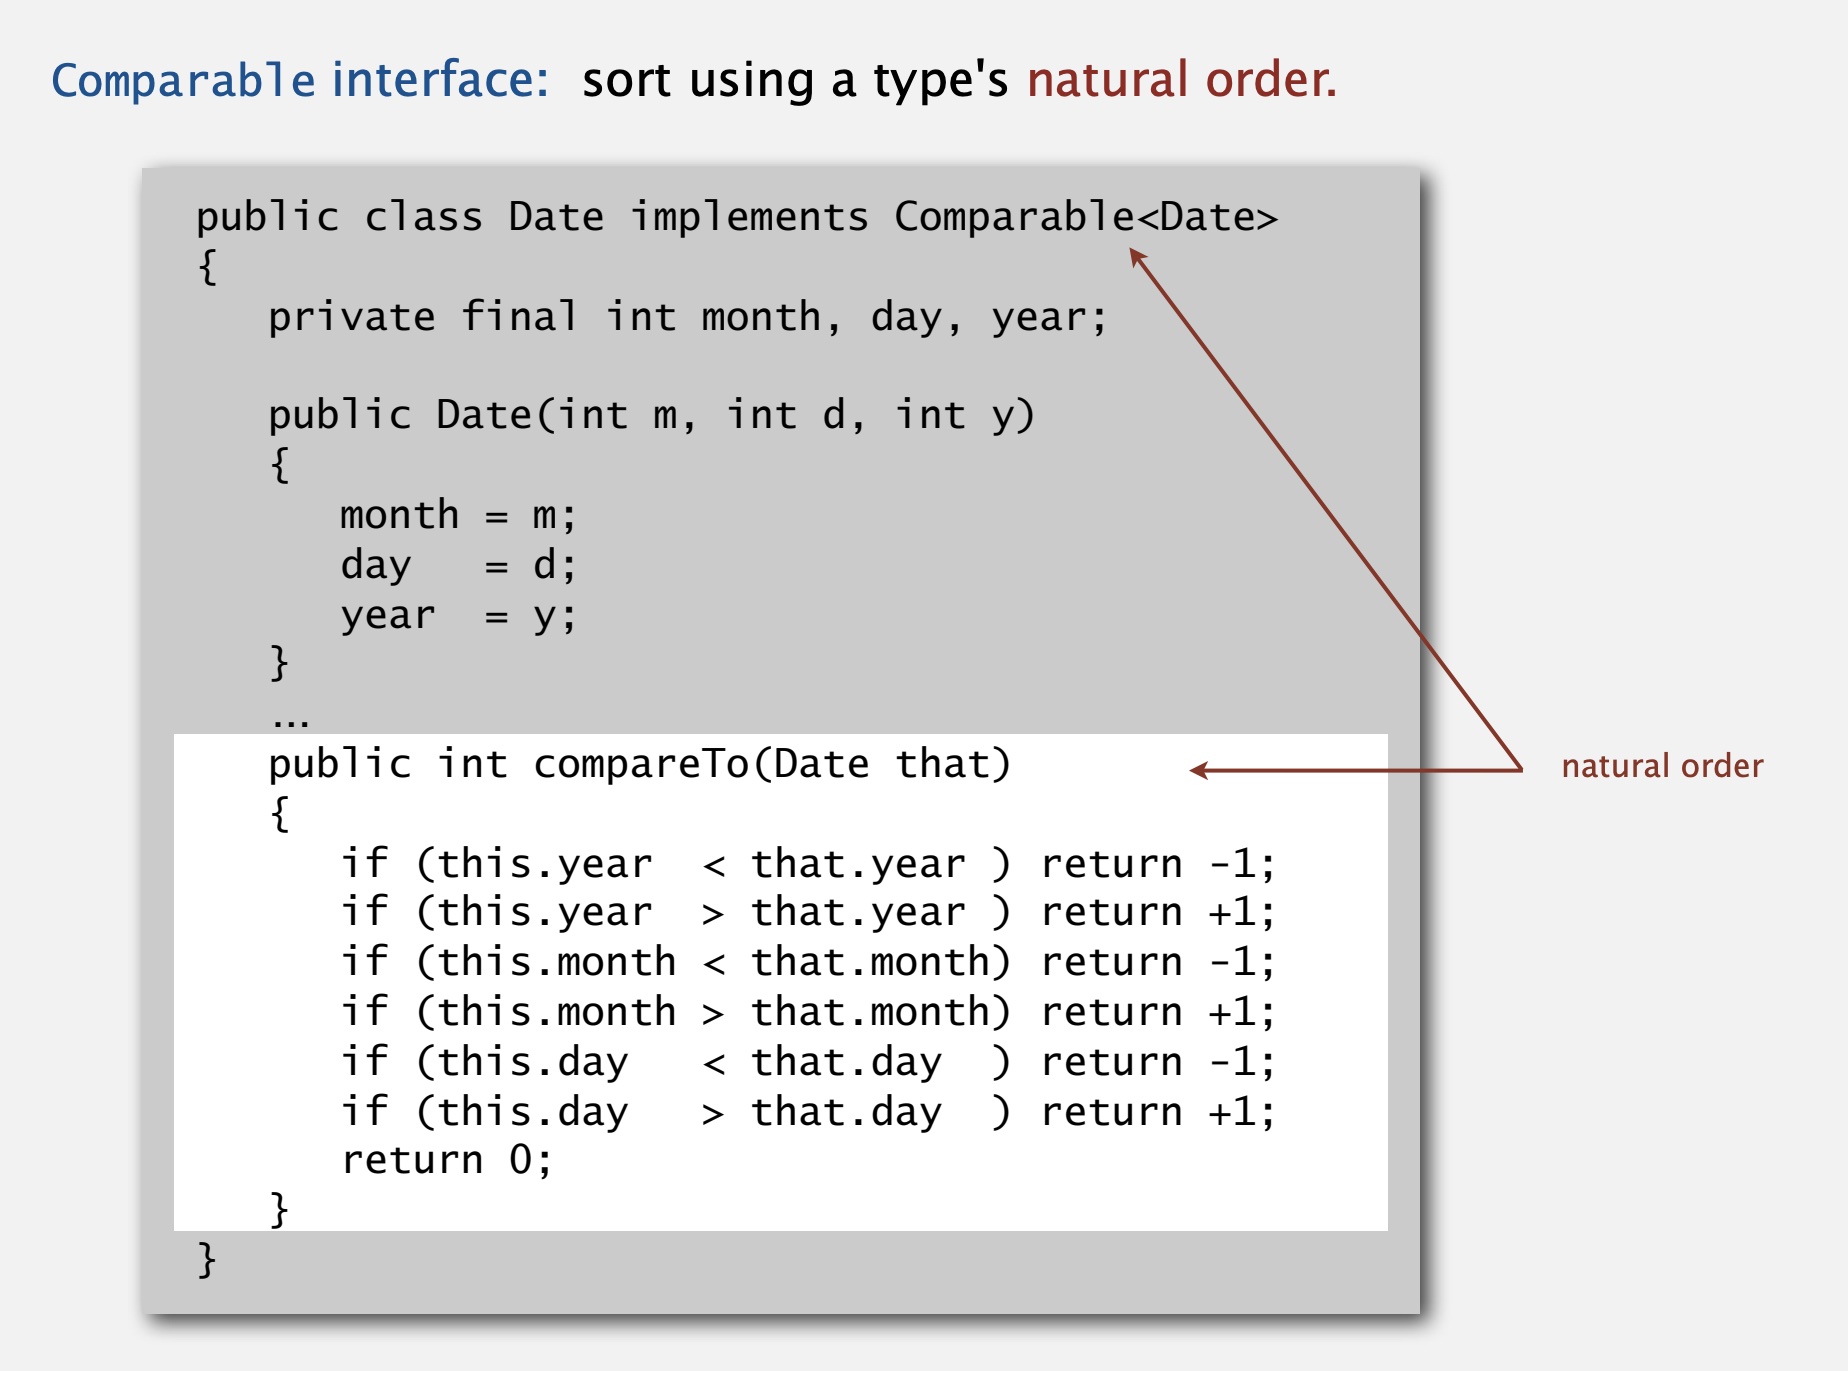 Comparable interface: sort using a type's natural order.
public class Date implements Comparable<Date>
{
   private final int month, day, year;
   public Date(int m, int d, int y)
   {
      month = m;
      day   = d;
      year  = y;
   }
   ...
   public int compareTo(Date that)
natural order
   {
      if (this.year  < that.year ) return -1;
      if (this.year  > that.year ) return +1;
      if (this.month < that.month) return -1;
      if (this.month > that.month) return +1;
      if (this.day   < that.day  ) return -1;
      if (this.day   > that.day  ) return +1;
      return 0;
   }
}